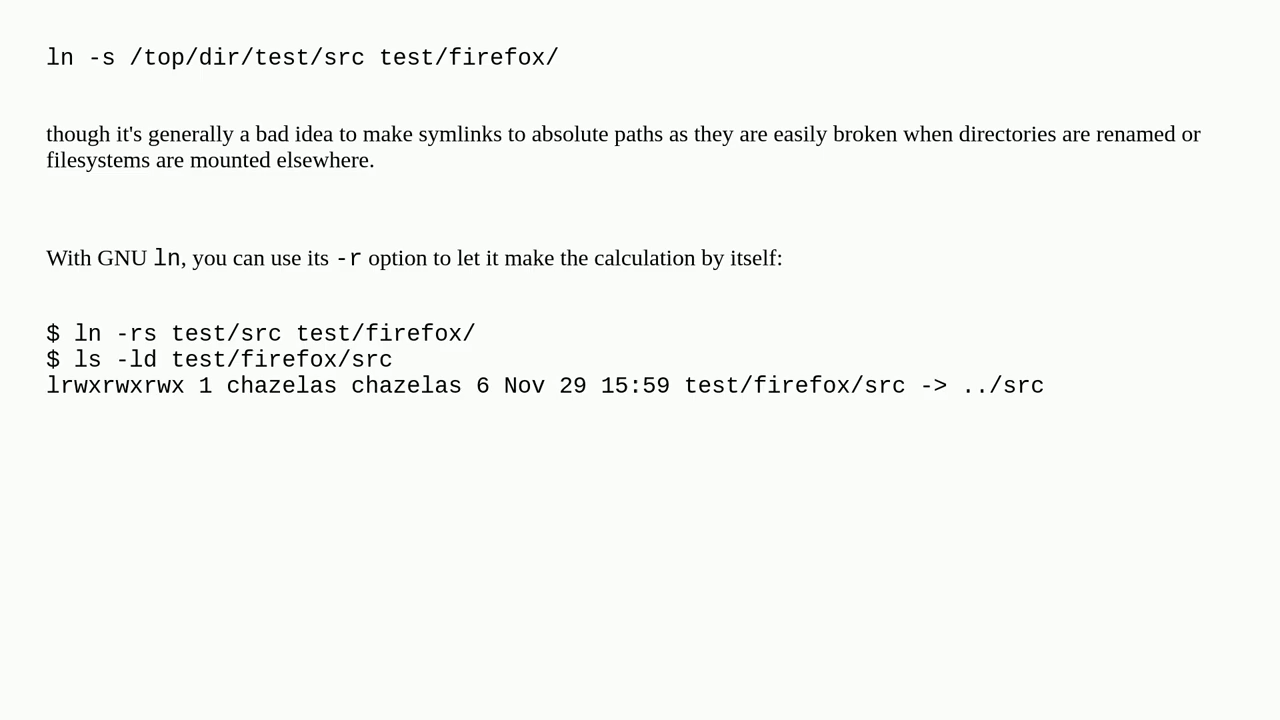 ln -s /top/dir/test/src test/firefox/
though it's generally a bad idea to make symlinks to absolute paths as they are easily broken when directories are renamed or
filesystems are mounted elsewhere.
With GNU ln, you can use its -r option to let it make the calculation by itself:
$ ln -rs test/src test/firefox/
$ ls -ld test/firefox/src
lrwxrwxrwx 1 chazelas chazelas 6 Nov 29 15:59 test/firefox/src -> ../src